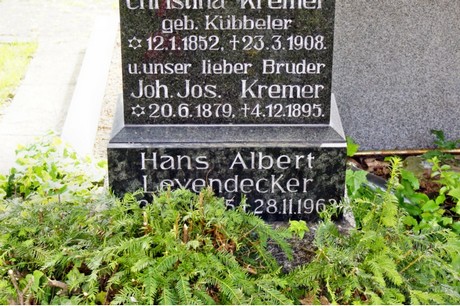 Christina Kremer
geb. Kübbeler
✡12.1.1852, ✝23.3.1908.
u.unser lieber Bruder
Joh. Jos. Kremer
✡20.6.1879, ✝4.12.1895.
Hans Albert
Leyendecker
28.11.1963